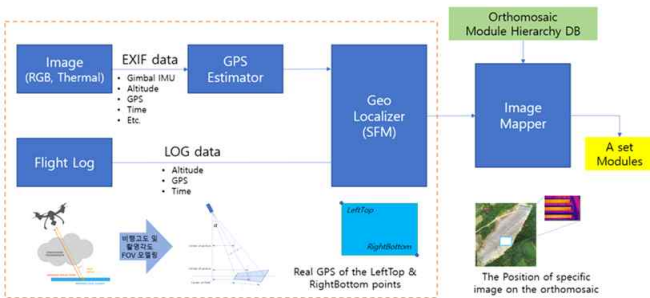 Orthomosaic
Module Hierarchy DB
Image
(RGB, Thermal)
EXIF data
• Gimbal IMU
• Altitude
• GPS
• Time
• Etc.
GPS
Estimator
Geo
Localizer
(SFM)
Image
Mapper
A set
Modules
Flight Log
LOG data
• Altitude
• GPS
• Time
비행고도 및
촬영각도
FOV 모델링
LeftTop
RightBottom
Real GPS of the LeftTop &
RightBottom points
The Position of specific
image on the orthomosaic